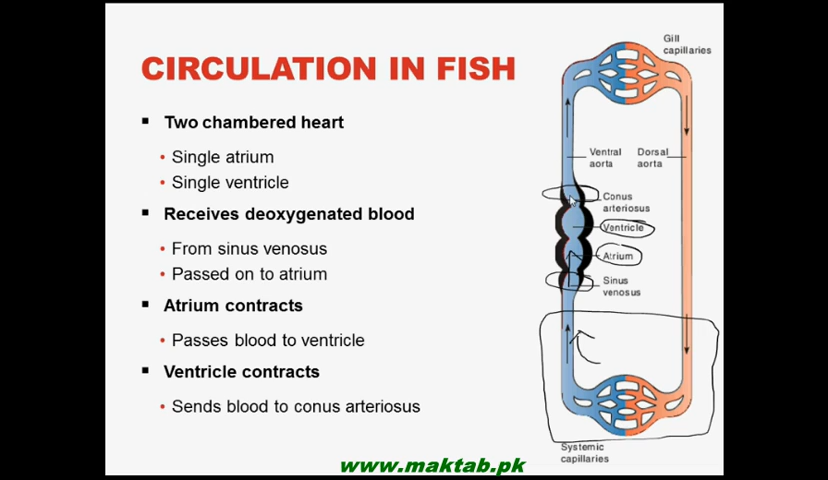 CIRCULATION IN FISH
▪ Two chambered heart
• Single atrium
• Single ventricle
▪ Receives deoxygenated blood
• From sinus venosus
• Passed on to atrium
▪ Atrium contracts
• Passes blood to ventricle
▪ Ventricle contracts
• Sends blood to conus arteriosus
Gill
capillaries
Ventral
aorta
Dorsal
aorta
Conus
arteriosus
Ventricle
Atrium
Sinus
venosus
Systemic
capillaries
www.maktab.pk